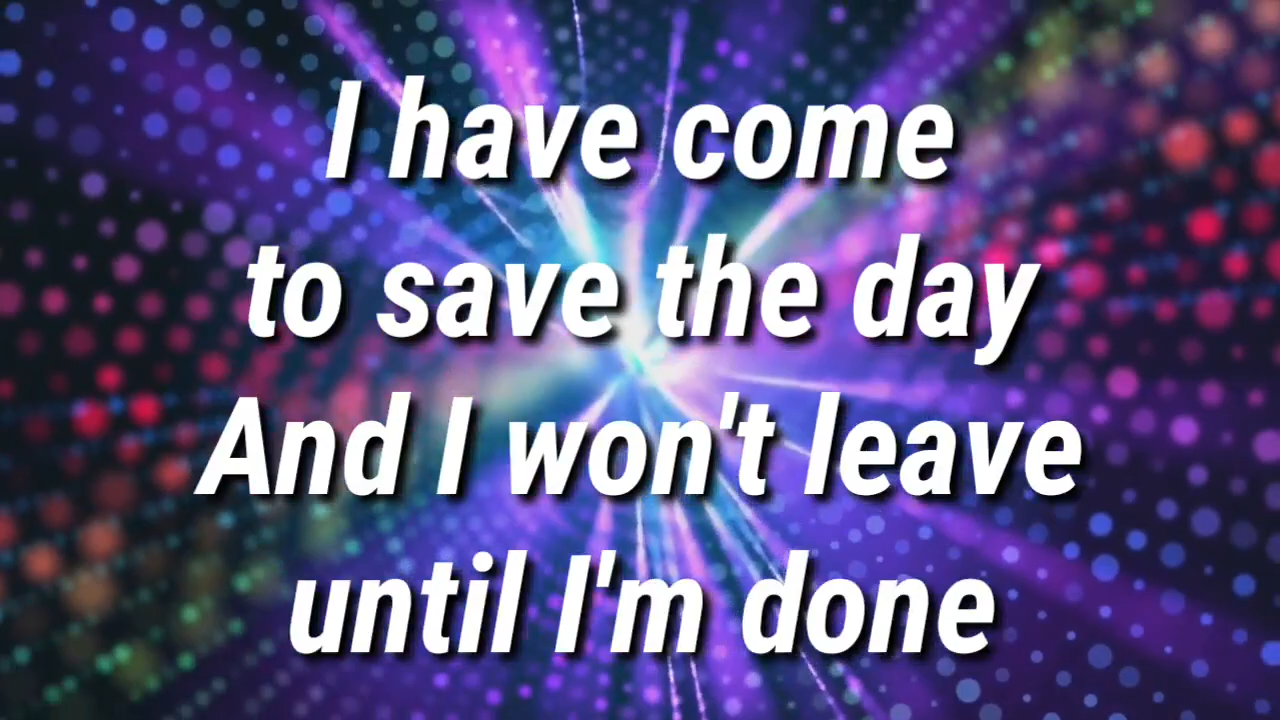 I have come
to save the day
And I won't leave
until I'm done